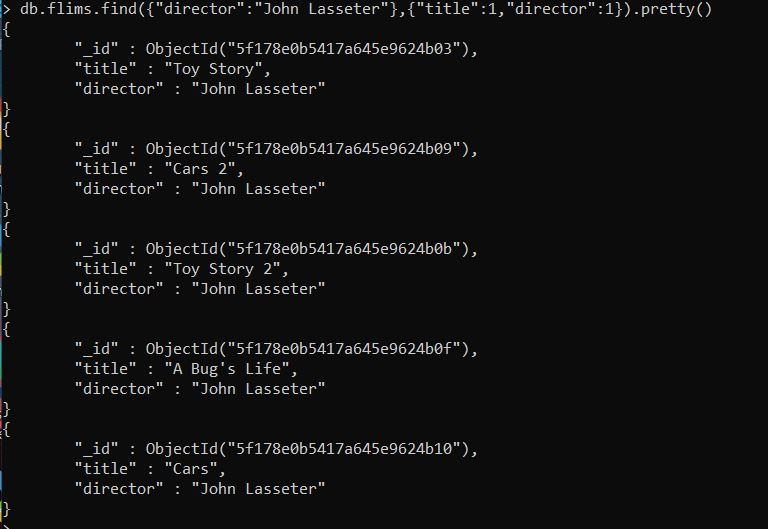 > db.flims.find({"director":"John Lasseter"},{"title":1,"director":1}).pretty()
{
        "_id" : ObjectId("5f178e0b5417a645e9624b03"),
        "title" : "Toy Story",
        "director" : "John Lasseter"
}
{
        "_id" : ObjectId("5f178e0b5417a645e9624b09"),
        "title" : "Cars 2",
        "director" : "John Lasseter"
}
{
        "_id" : ObjectId("5f178e0b5417a645e9624b0b"),
        "title" : "Toy Story 2",
        "director" : "John Lasseter"
}
{
        "_id" : ObjectId("5f178e0b5417a645e9624b0f"),
        "title" : "A Bug's Life",
        "director" : "John Lasseter"
}
{
        "_id" : ObjectId("5f178e0b5417a645e9624b10"),
        "title" : "Cars",
        "director" : "John Lasseter"
}
>